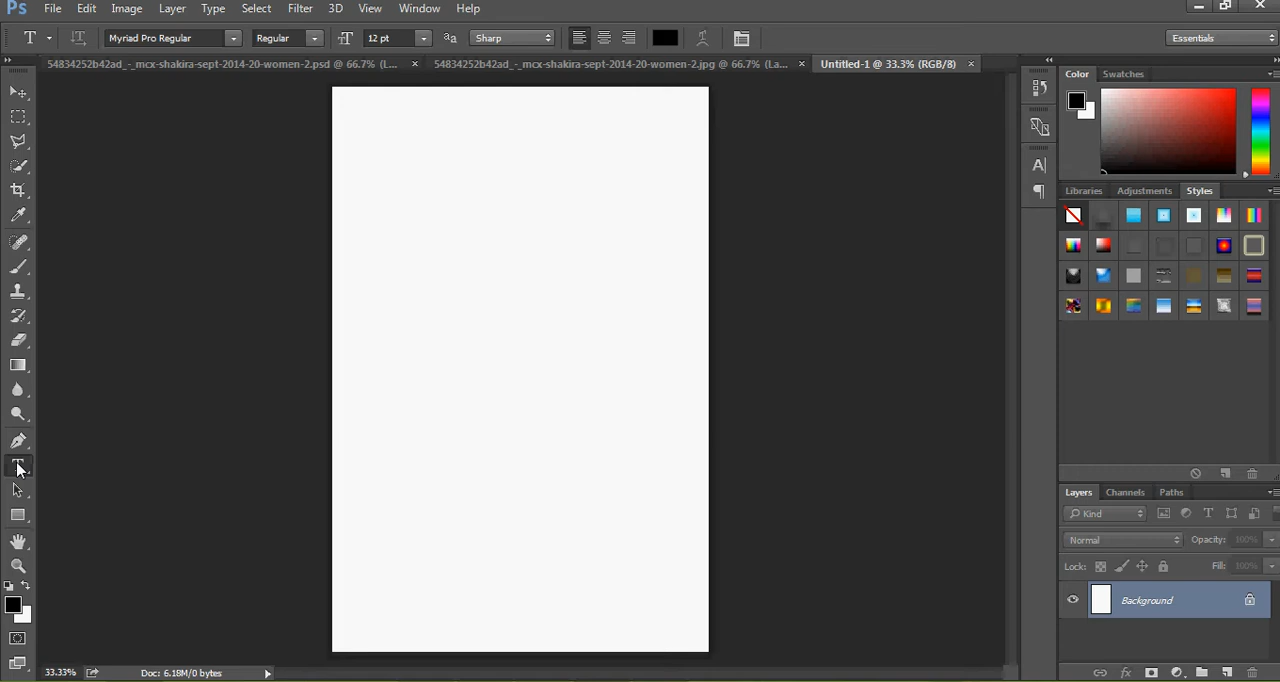 Ps File Edit Image Layer Type Select Filter 3D View Window Help
T Myriad Pro Regular Regular 12 pt aa Sharp Essentials
54834252b42ad_-_mcx-shakira-sept-2014-20-women-2.psd @ 66.7% (L... × 54834252b42ad_-_mcx-shakira-sept-2014-20-women-2.jpg @ 66.7% (La... × Untitled-1 @ 33.3% (RGB/8) ×
Color Swatches
Libraries Adjustments Styles
Layers Channels Paths
Kind
Normal Opacity: 100%
Lock: Fill: 100%
Background
33.33% Doc: 6.18M/0 bytes